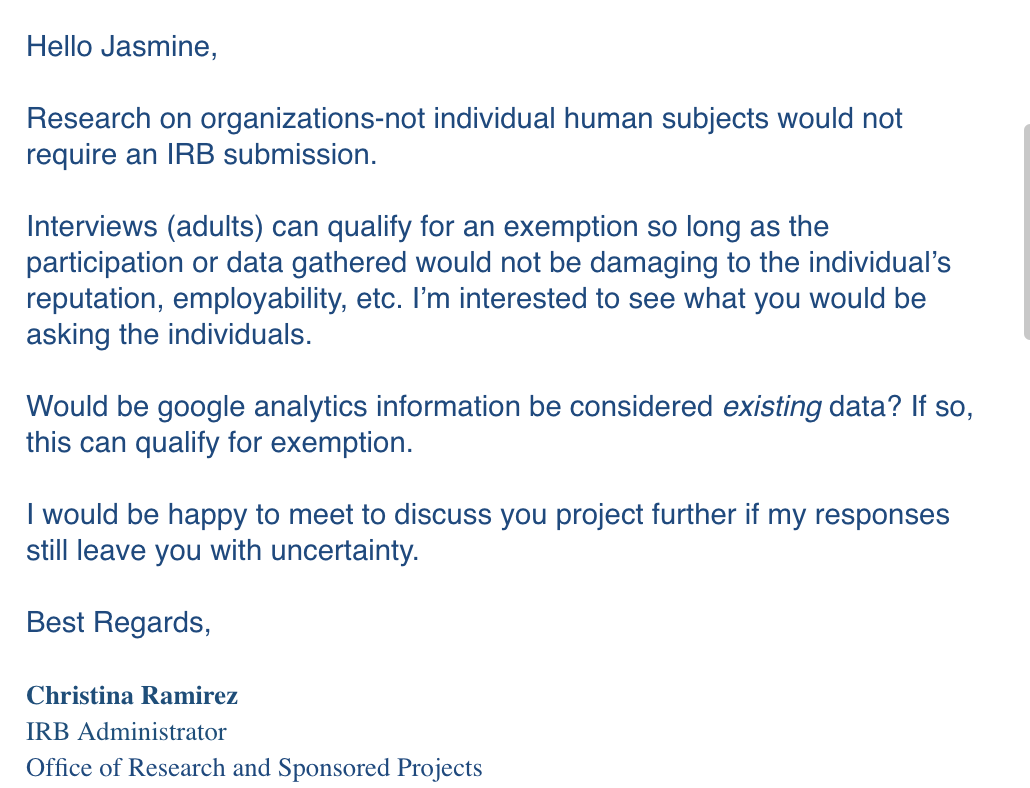 Hello Jasmine,
Research on organizations-not individual human subjects would not
require an IRB submission.
Interviews (adults) can qualify for an exemption so long as the
participation or data gathered would not be damaging to the individual’s
reputation, employability, etc. I’m interested to see what you would be
asking the individuals.
Would be google analytics information be considered existing data? If so,
this can qualify for exemption.
I would be happy to meet to discuss you project further if my responses
still leave you with uncertainty.
Best Regards,
Christina Ramirez
IRB Administrator
Office of Research and Sponsored Projects